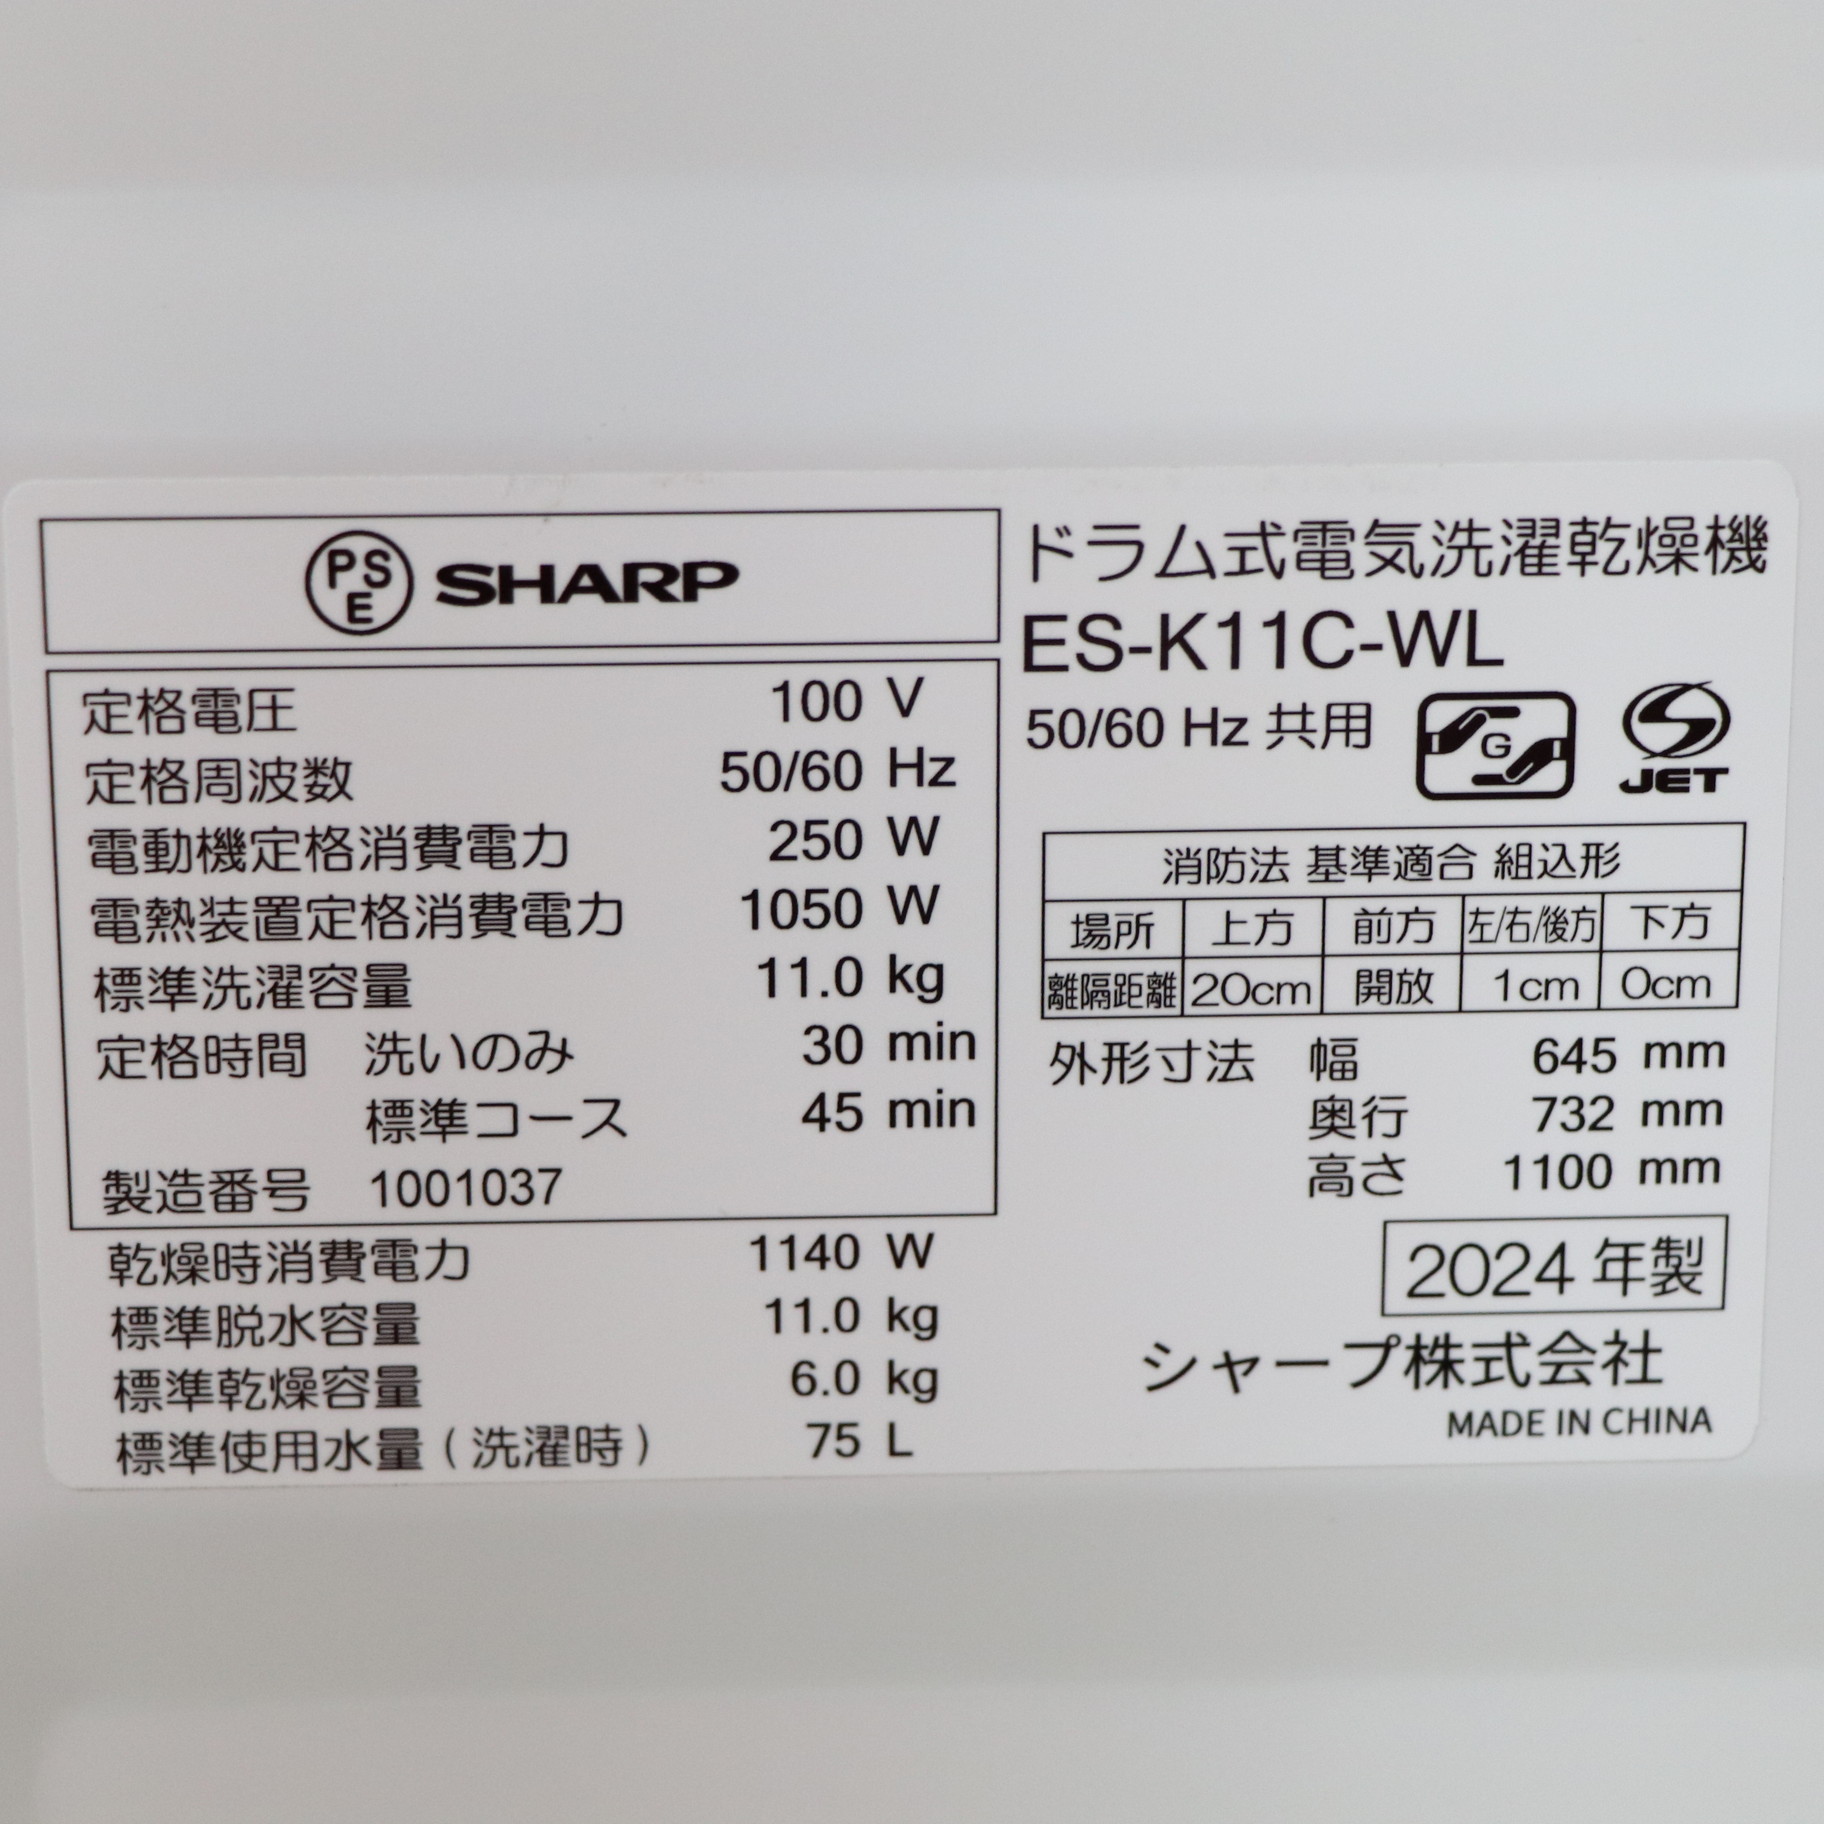 PSE SHARP
定格電圧 100 V
定格周波数 50/60 Hz
電動機定格消費電力 250 W
電熱装置定格消費電力 1050 W
標準洗濯容量 11.0 kg
定格時間 洗いのみ 30 min
標準コース 45 min
製造番号 1001037
乾燥時消費電力 1140 W
標準脱水容量 11.0 kg
標準乾燥容量 6.0 kg
標準使用水量(洗濯時) 75 L
ドラム式電気洗濯乾燥機
ES-K11C-WL
50/60 Hz 共用 G S JET
消防法 基準適合 組込形
場所 上方 前方 左/右/後方 下方
離隔距離 20cm 開放 1cm 0cm
外形寸法 幅 645 mm
奥行 732 mm
高さ 1100 mm
2024 年製
シャープ株式会社
MADE IN CHINA